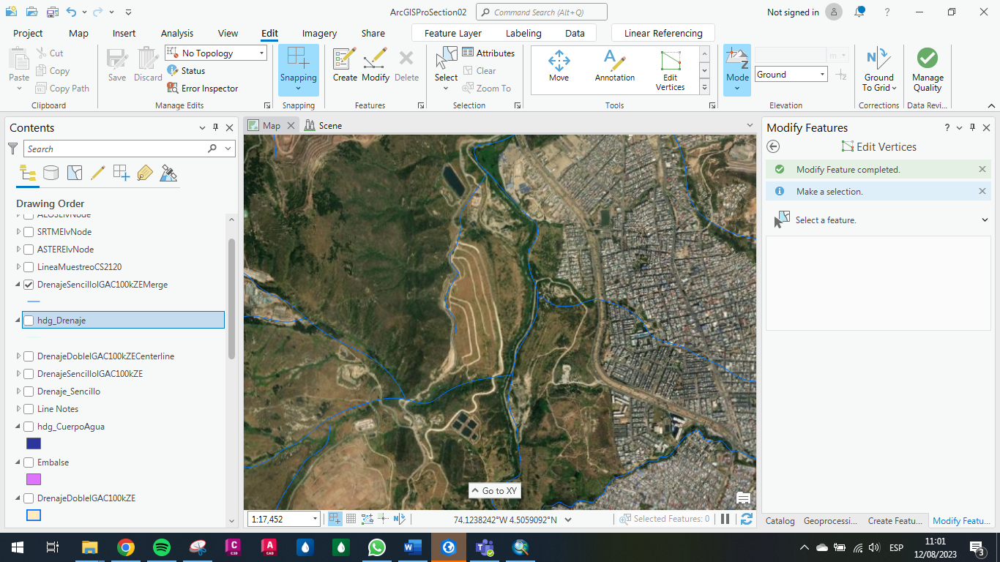 ArcGISProSection02
Command Search (Alt+Q)
Not signed in
?
Project
Map
Insert
Analysis
View
Edit
Imagery
Share
Feature Layer
Labeling
Data
Linear Referencing
Paste
Cut
Copy
Copy Path
Clipboard
Save
Discard
No Topology
Status
Error Inspector
Manage Edits
Snapping
Snapping
Create
Modify
Delete
Features
Select
Attributes
Clear
Zoom To
Selection
Move
Annotation
Edit
Vertices
Tools
Mode
m
Ground
Elevation
Ground
To Grid
Corrections
Manage
Quality
Data Revi...
Contents
Search
Drawing Order
ALOSElvNode
SRTMElvNode
ASTERElvNode
LineaMuestreoCS2120
DrenajeSencilloIGAC100kZEMerge
hdg_Drenaje
DrenajeDobleIGAC100kZECenterline
DrenajeSencilloIGAC100kZE
Drenaje_Sencillo
Line Notes
hdg_CuerpoAgua
Embalse
DrenajeDobleIGAC100kZE
Map
Scene
Go to XY
1:17,452
74.1238242°W 4.5059092°N
Selected Features: 0
Modify Features
?
Edit Vertices
Modify Feature completed.
Make a selection.
Select a feature.
Catalog
Geoprocessi...
Create Featu...
Modify Featu...
ESP
11:01
12/08/2023
3